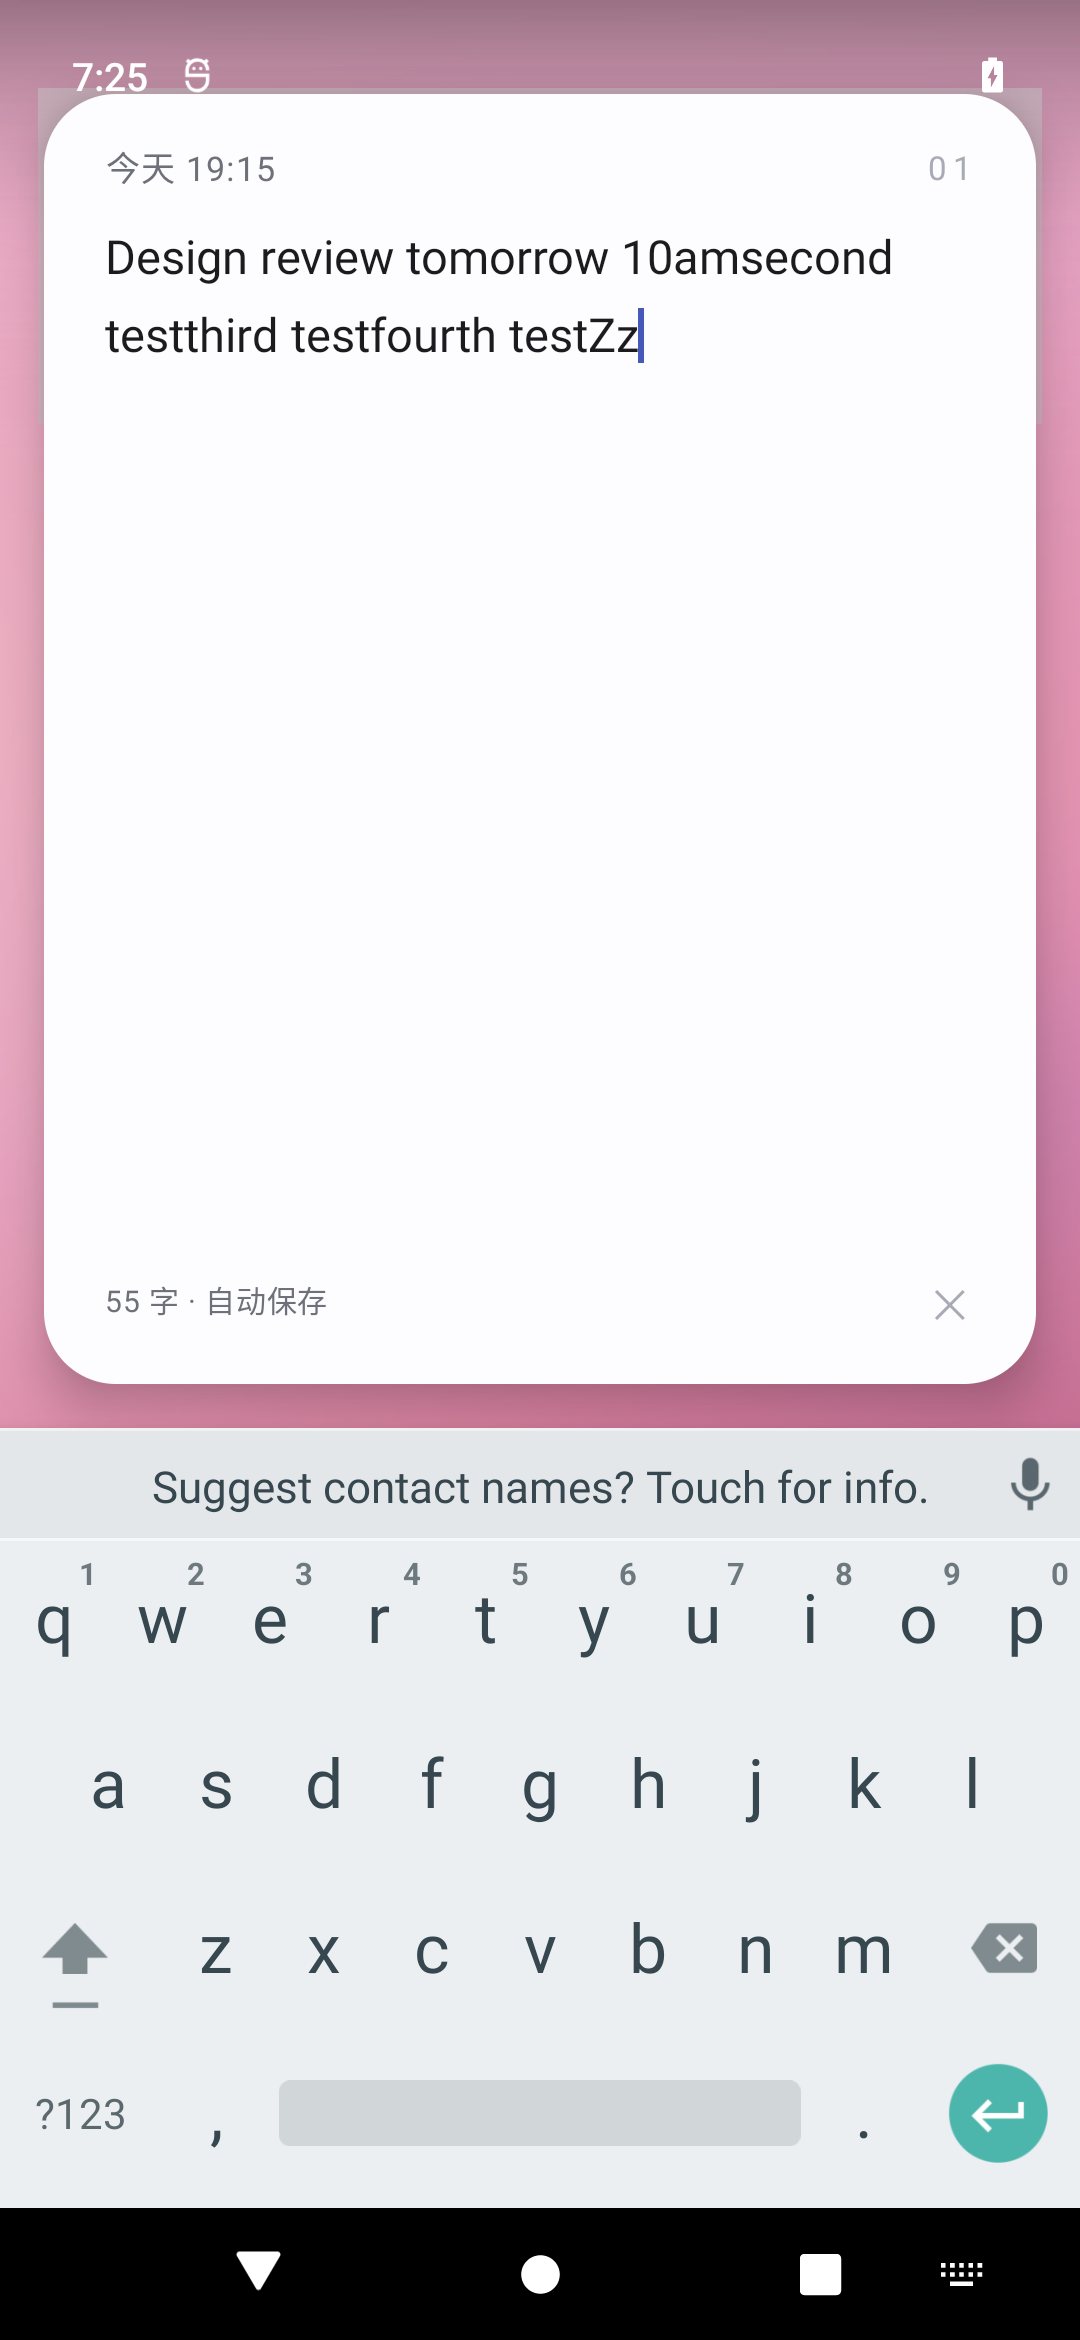 7:25
今天 19:15
01
Design review tomorrow 10amsecond
testthird testfourth testZz
55 字 · 自动保存
Suggest contact names? Touch for info.
1 2 3 4 5 6 7 8 9 0
q w e r t y u i o p
a s d f g h j k l
z x c v b n m
?123 , .